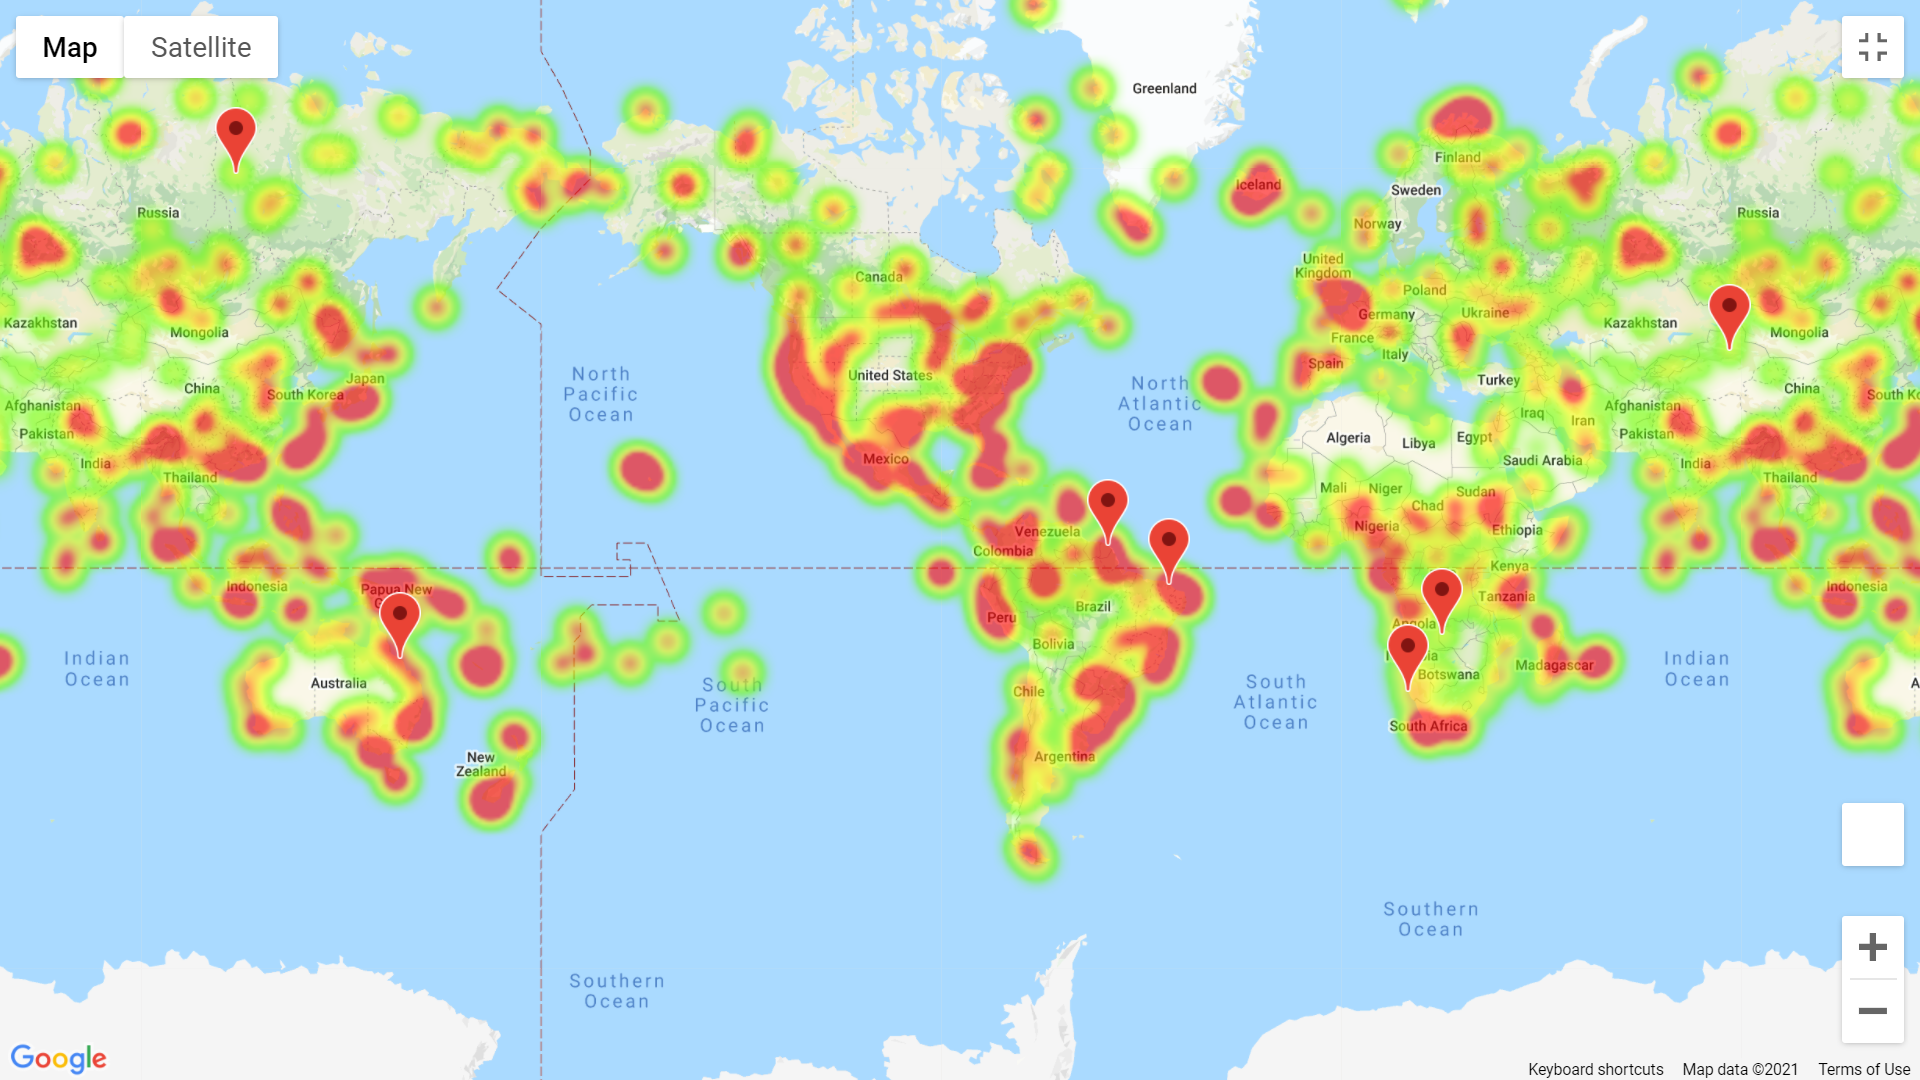 Map
Satellite
Greenland
Finland
Iceland
Sweden
Russia
Russia
Norway
United
Kingdom
Canada
Poland
Kazakhstan
Mongolia
Germany
Ukraine
Kazakhstan
Mongolia
France
Italy
Spain
United States
Turkey
Japan
China
China
South Korea
South Ko
North
Pacific
Ocean
North
Atlantic
Ocean
Afghanistan
Iraq
Iran
Afghanistan
Pakistan
Algeria
Libya
Egypt
Pakistan
India
Mexico
Saudi Arabia
India
Thailand
Thailand
Mali
Niger
Sudan
Chad
Nigeria
Ethiopia
Venezuela
Colombia
Kenya
Indonesia
Indonesia
Papua New
Brazil
Tanzania
Peru
Angola
Bolivia
Indian
Ocean
Australia
Botswana
Madagascar
Indian
Ocean
Chile
South
Pacific
Ocean
South
Atlantic
Ocean
South Africa
New
Zealand
Argentina
Southern
Ocean
Southern
Ocean
Google
Keyboard shortcuts
Map data ©2021
Terms of Use